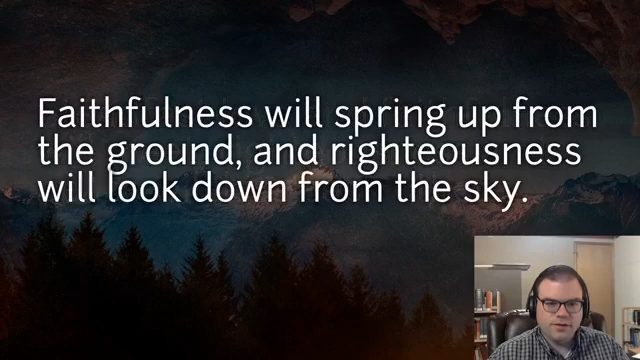 Faithfulness will spring up from
the ground, and righteousness
will look down from the sky.